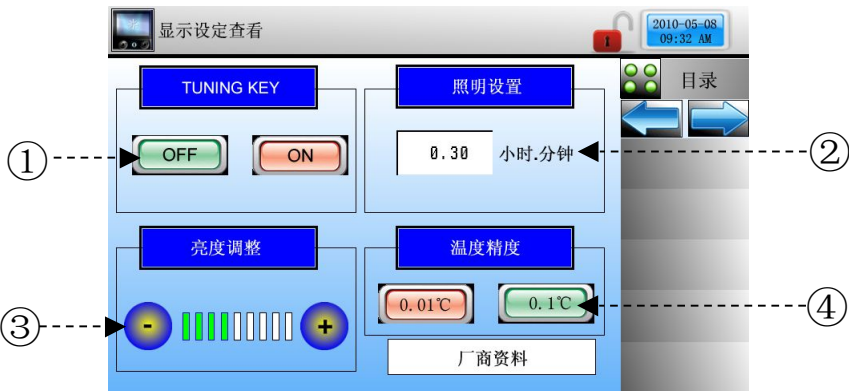 显示设定查看
2010-05-08
09:32 AM
目录
TUNING KEY
照明设置
① OFF ON
0.30 小时.分钟 ②
亮度调整
温度精度
③ - +
0.01℃ 0.1℃ ④
厂商资料